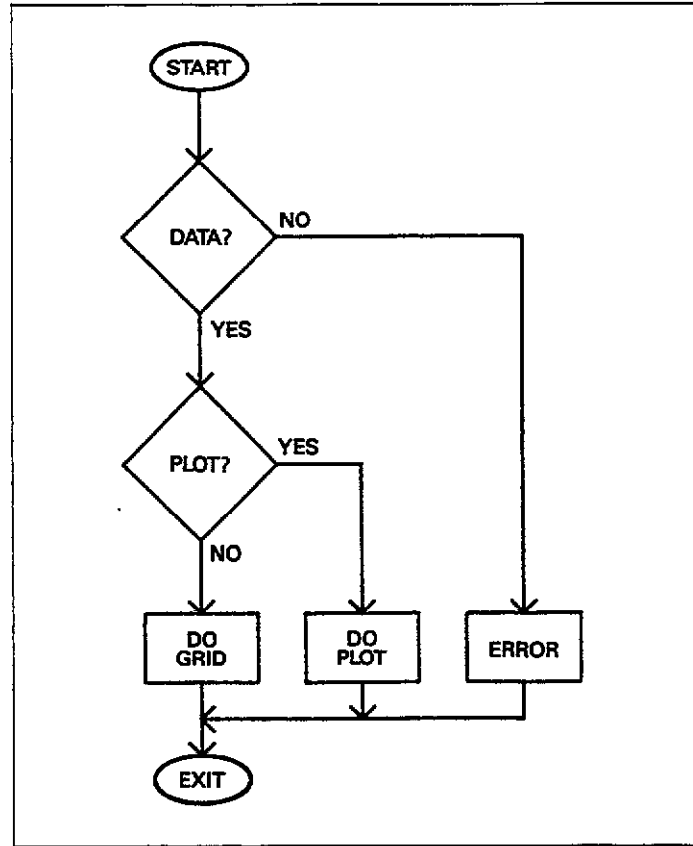 START
DATA?
NO
YES
PLOT?
YES
NO
DO
GRID
DO
PLOT
ERROR
EXIT